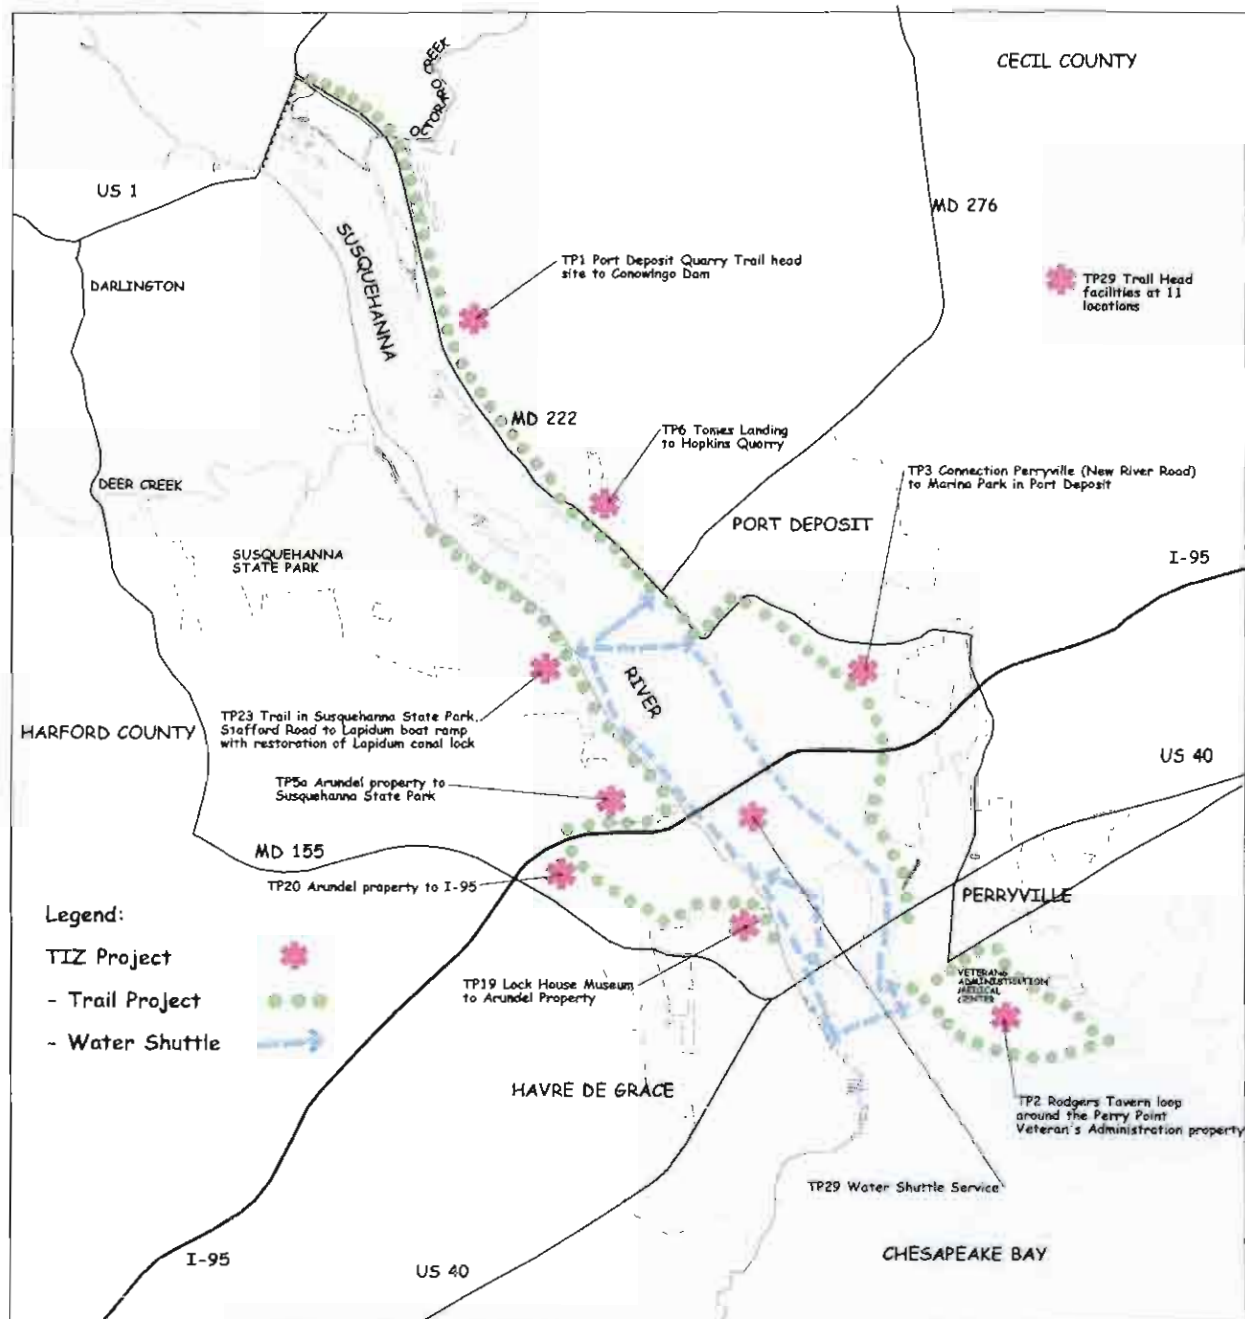 CECIL COUNTY
OCTORARO CREEK
US 1
MD 276
SUSQUEHANNA
TP1 Port Deposit Quarry Trail head
site to Conowingo Dam
TP29 Trail Head
facilities at 11
locations
DARLINGTON
MD 222
TP6 Tomes Landing
to Hopkins Quarry
TP3 Connection Perryville (New River Road)
to Marina Park in Port Deposit
DEER CREEK
PORT DEPOSIT
SUSQUEHANNA
STATE PARK
I-95
RIVER
TP23 Trail in Susquehanna State Park,
Stafford Road to Lapidum boat ramp
with restoration of Lapidum canal lock
HARFORD COUNTY
US 40
TP5a Arundel property to
Susquehanna State Park
MD 155
TP20 Arundel property to I-95
PERRYVILLE
Legend:
TIZ Project
- Trail Project
- Water Shuttle
TP19 Lock House Museum
to Arundel Property
VETERANS
ADMINISTRATION
MEDICAL
CENTER
HAVRE DE GRACE
TP2 Rodgers Tavern loop
around the Perry Point
Veteran's Administration property
TP29 Water Shuttle Service
CHESAPEAKE BAY
I-95
US 40